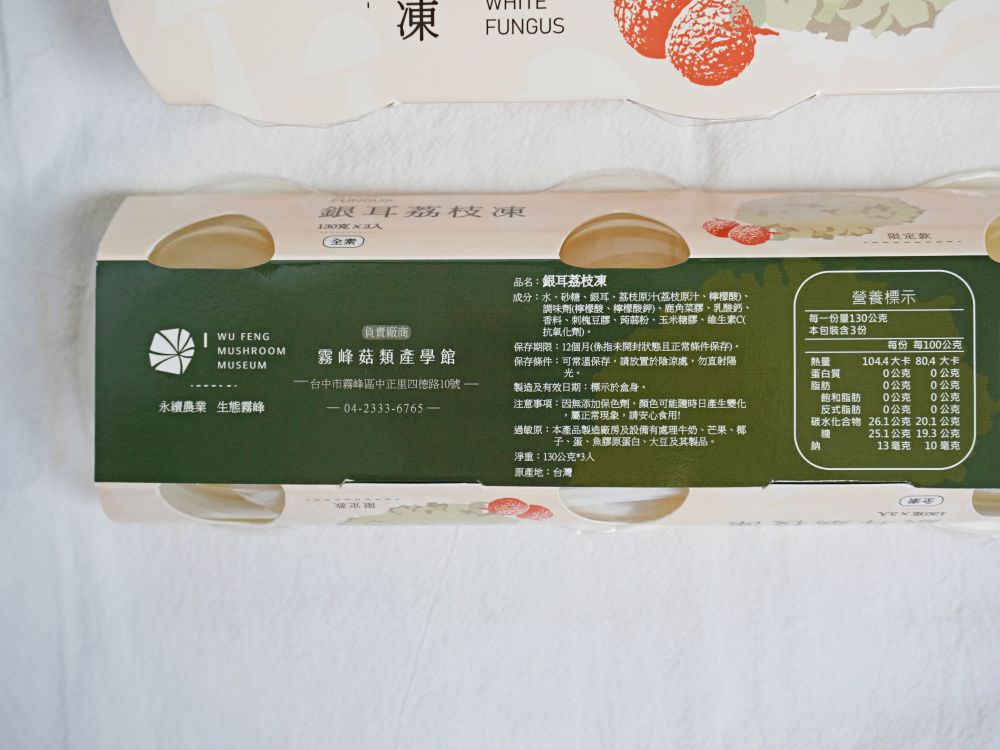 凍
WHITE
FUNGUS
FUNGUS
銀耳荔枝凍
130克×3入
全素
限定款
WU FENG
MUSHROOM
MUSEUM
永續農業 生態霧峰
負責廠商
霧峰菇類產學館
台中市霧峰區中正里四德路10號
04-2333-6765
品名：銀耳荔枝凍
成分：水、砂糖、銀耳、荔枝原汁(荔枝原汁、檸檬酸)、
調味劑(檸檬酸、檸檬酸鉀)、鹿角菜膠、乳酸鈣、
香料、刺槐豆膠、蒟蒻粉、玉米糖膠、維生素C(
抗氧化劑)。
保存期限：12個月(係指未開封狀態且正常條件保存)。
保存條件：可常溫保存，請放置於陰涼處，勿直射陽
光。
製造及有效日期：標示於盒身。
注意事項：因無添加保色劑，顏色可能隨時日產生變化
，屬正常現象，請安心食用!
過敏原：本產品製造廠房及設備有處理牛奶、芒果、椰
子、蛋、魚膠原蛋白、大豆及其製品。
淨重：130公克*3入
原產地：台灣
營養標示
每一份量130公克
本包裝含3份
每份 每100公克
熱量 104.4大卡 80.4 大卡
蛋白質 0公克 0公克
脂肪 0公克 0公克
飽和脂肪 0公克 0公克
反式脂肪 0公克 0公克
碳水化合物 26.1公克 20.1公克
糖 25.1公克 19.3公克
鈉 13毫克 10毫克
限定款
全素
130克×3入